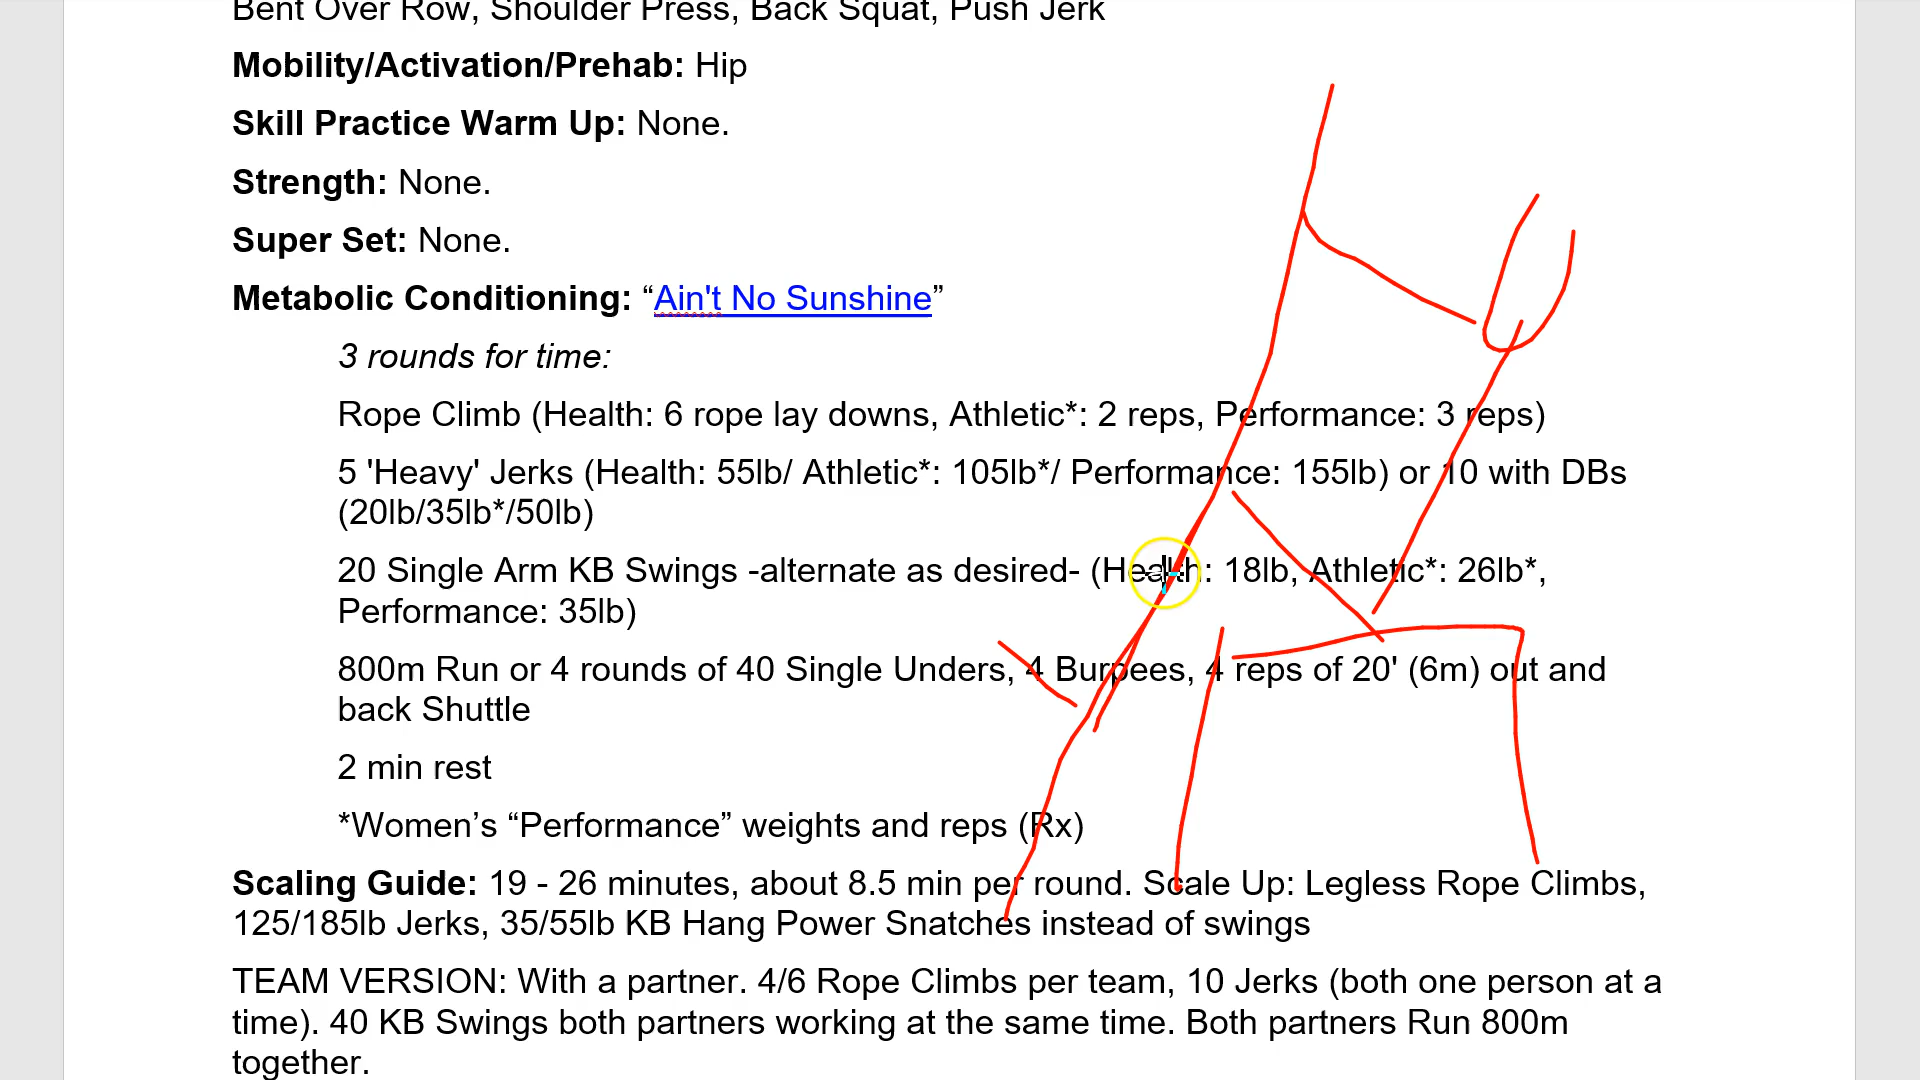 Bent Over Row, Shoulder Press, Back Squat, Push Jerk
Mobility/Activation/Prehab: Hip
Skill Practice Warm Up: None.
Strength: None.
Super Set: None.
Metabolic Conditioning: “Ain't No Sunshine”
3 rounds for time:
Rope Climb (Health: 6 rope lay downs, Athletic*: 2 reps, Performance: 3 reps)
5 'Heavy' Jerks (Health: 55lb/ Athletic*: 105lb*/ Performance: 155lb) or 10 with DBs
(20lb/35lb*/50lb)
20 Single Arm KB Swings -alternate as desired- (Health: 18lb, Athletic*: 26lb*,
Performance: 35lb)
800m Run or 4 rounds of 40 Single Unders, 4 Burpees, 4 reps of 20' (6m) out and
back Shuttle
2 min rest
*Women’s “Performance” weights and reps (Rx)
Scaling Guide: 19 - 26 minutes, about 8.5 min per round. Scale Up: Legless Rope Climbs,
125/185lb Jerks, 35/55lb KB Hang Power Snatches instead of swings
TEAM VERSION: With a partner. 4/6 Rope Climbs per team, 10 Jerks (both one person at a
time). 40 KB Swings both partners working at the same time. Both partners Run 800m
together.